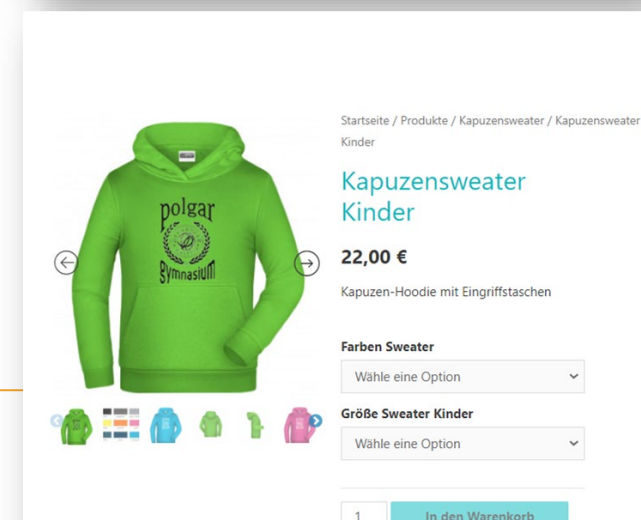 Startseite / Produkte / Kapuzensweater / Kapuzensweater
Kinder
Kapuzensweater
Kinder
22,00 €
Kapuzen-Hoodie mit Eingriffstaschen
Farben Sweater
Wähle eine Option
Größe Sweater Kinder
Wähle eine Option
1
In den Warenkorb
polgar
gymnasium